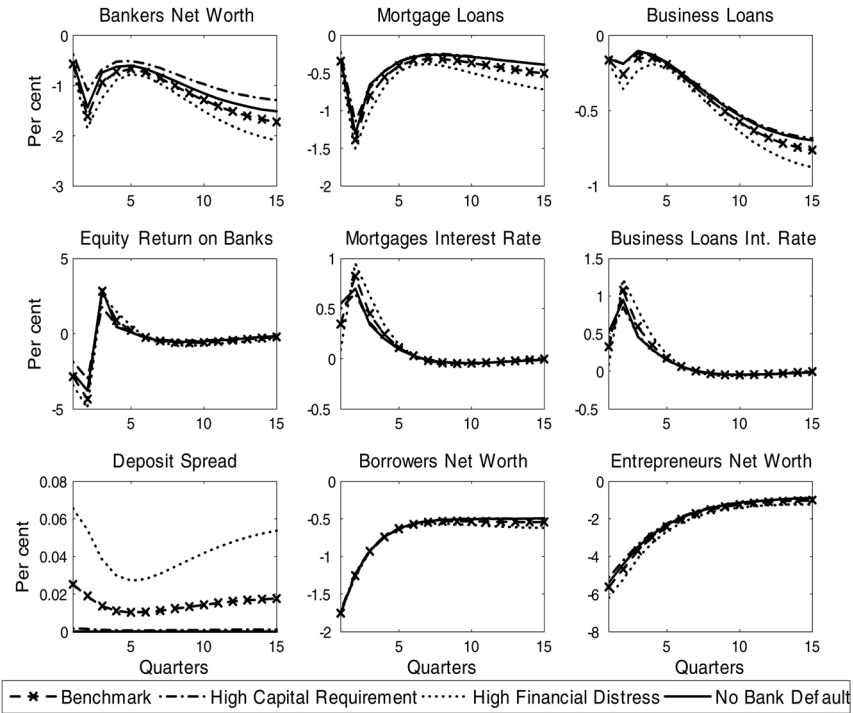 Bankers Net Worth
Mortgage Loans
Business Loans
0
-1
-2
-3
Per cent
5 10 15
0
-0.5
-1
-1.5
-2
5 10 15
0
-0.5
-1
5 10 15
Equity Return on Banks
Mortgages Interest Rate
Business Loans Int. Rate
5
0
-5
Per cent
5 10 15
1
0.5
0
-0.5
5 10 15
1.5
1
0.5
0
-0.5
5 10 15
Deposit Spread
Borrowers Net Worth
Entrepreneurs Net Worth
0.08
0.06
0.04
0.02
0
Per cent
5 10 15
Quarters
0
-0.5
-1
-1.5
-2
5 10 15
Quarters
0
-2
-4
-6
-8
5 10 15
Quarters
Benchmark High Capital Requirement High Financial Distress No Bank Default